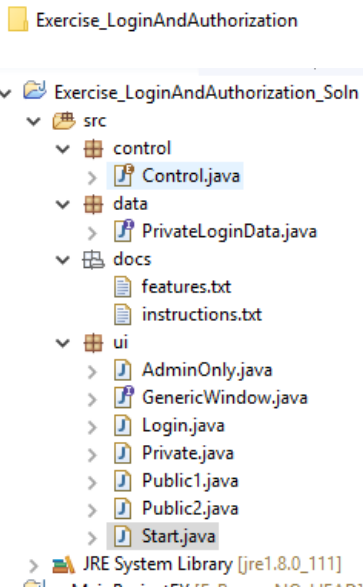 Exercise_LoginAndAuthorization
Exercise_LoginAndAuthorization_Soln
src
control
Control.java
data
PrivateLoginData.java
docs
features.txt
instructions.txt
ui
AdminOnly.java
GenericWindow.java
Login.java
Private.java
Public1.java
Public2.java
Start.java
JRE System Library [jre1.8.0_111]